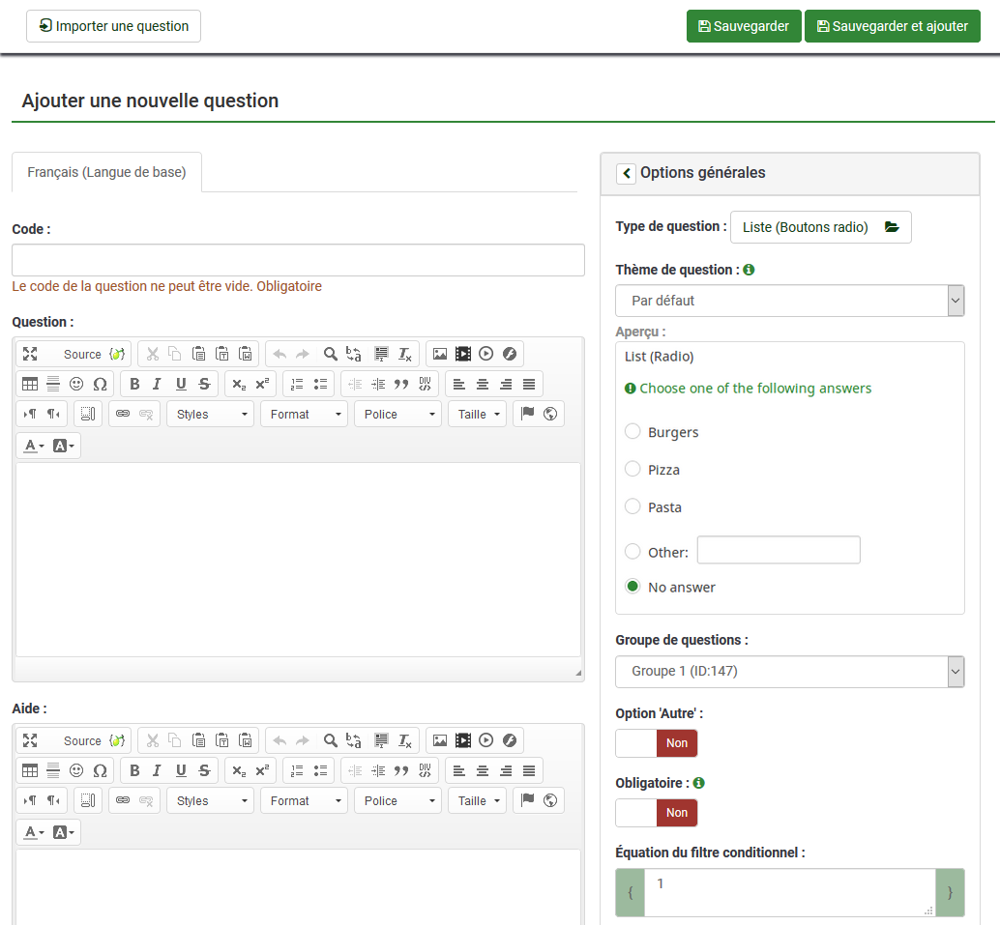 Importer une question
Sauvegarder
Sauvegarder et ajouter
Ajouter une nouvelle question
Français (Langue de base)
Code :
Le code de la question ne peut être vide. Obligatoire
Question :
Source
B I U S
Styles
Format
Police
Taille
A A
Aide :
Source
B I U S
Styles
Format
Police
Taille
A A
Options générales
Type de question : Liste (Boutons radio)
Thème de question :
Par défaut
Aperçu :
List (Radio)
Choose one of the following answers
Burgers
Pizza
Pasta
Other:
No answer
Groupe de questions :
Groupe 1 (ID:147)
Option 'Autre' :
Non
Obligatoire :
Non
Équation du filtre conditionnel :
{ 1 }